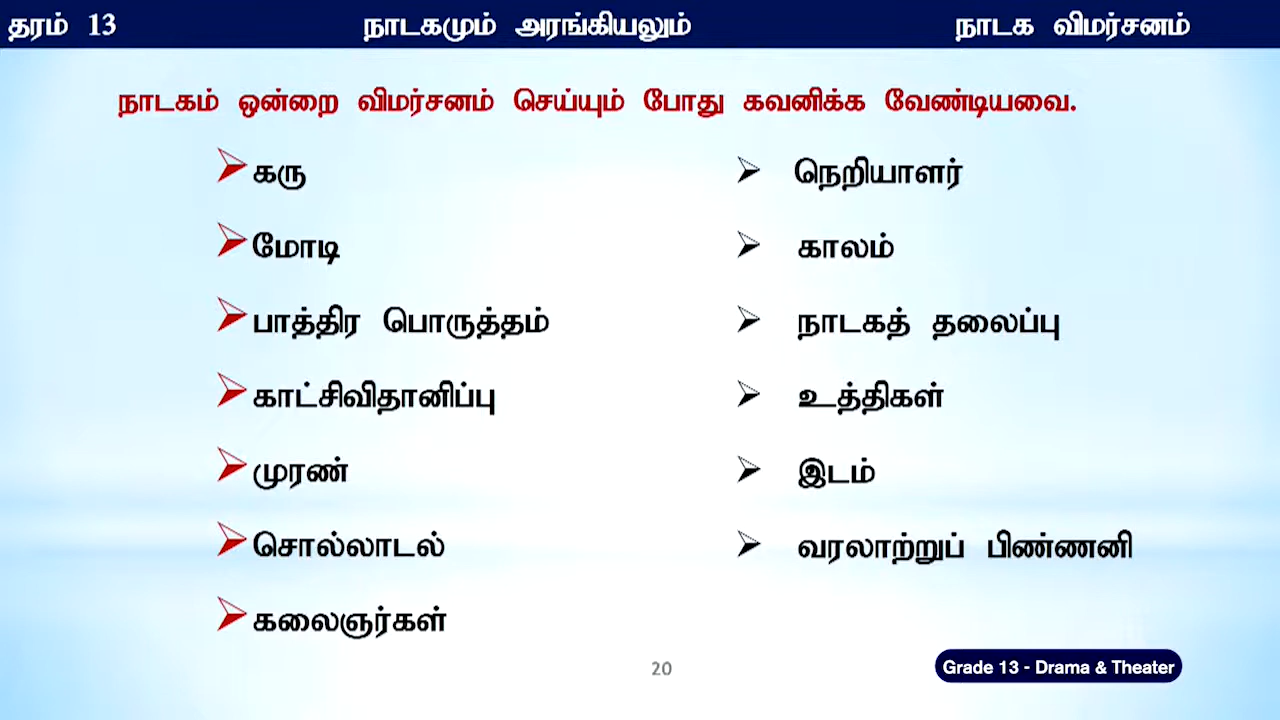 தரம் 13 நாடகமும் அரங்கியலும் நாடக விமர்சனம்
நாடகம் ஒன்றை விமர்சனம் செய்யும் போது கவனிக்க வேண்டியவை.
கரு
மோடி
பாத்திர பொருத்தம்
காட்சிவிதானிப்பு
முரண்
சொல்லாடல்
கலைஞர்கள்
நெறியாளர்
காலம்
நாடகத் தலைப்பு
உத்திகள்
இடம்
வரலாற்றுப் பிண்ணனி
20
Grade 13 - Drama & Theater